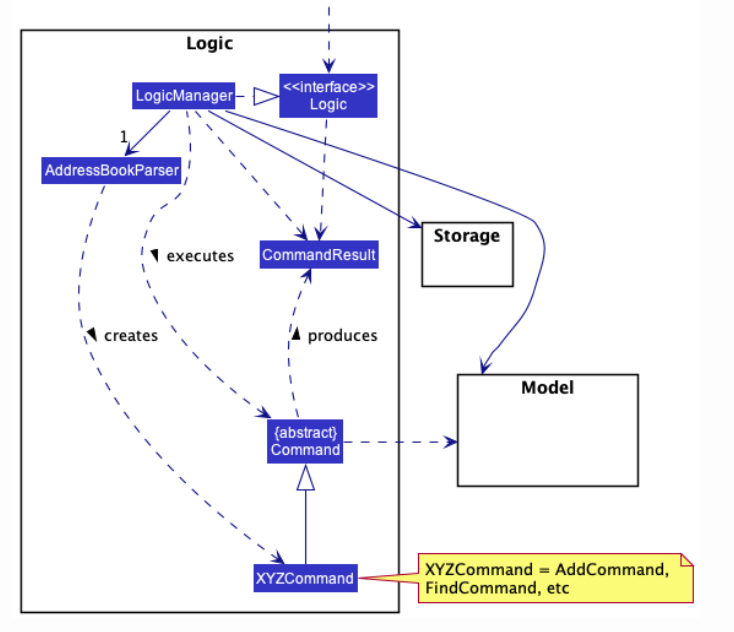 Logic
LogicManager
<<interface>>
Logic
1
AddressBookParser
executes
CommandResult
Storage
creates
produces
Model
{abstract}
Command
XYZCommand
XYZCommand = AddCommand,
FindCommand, etc